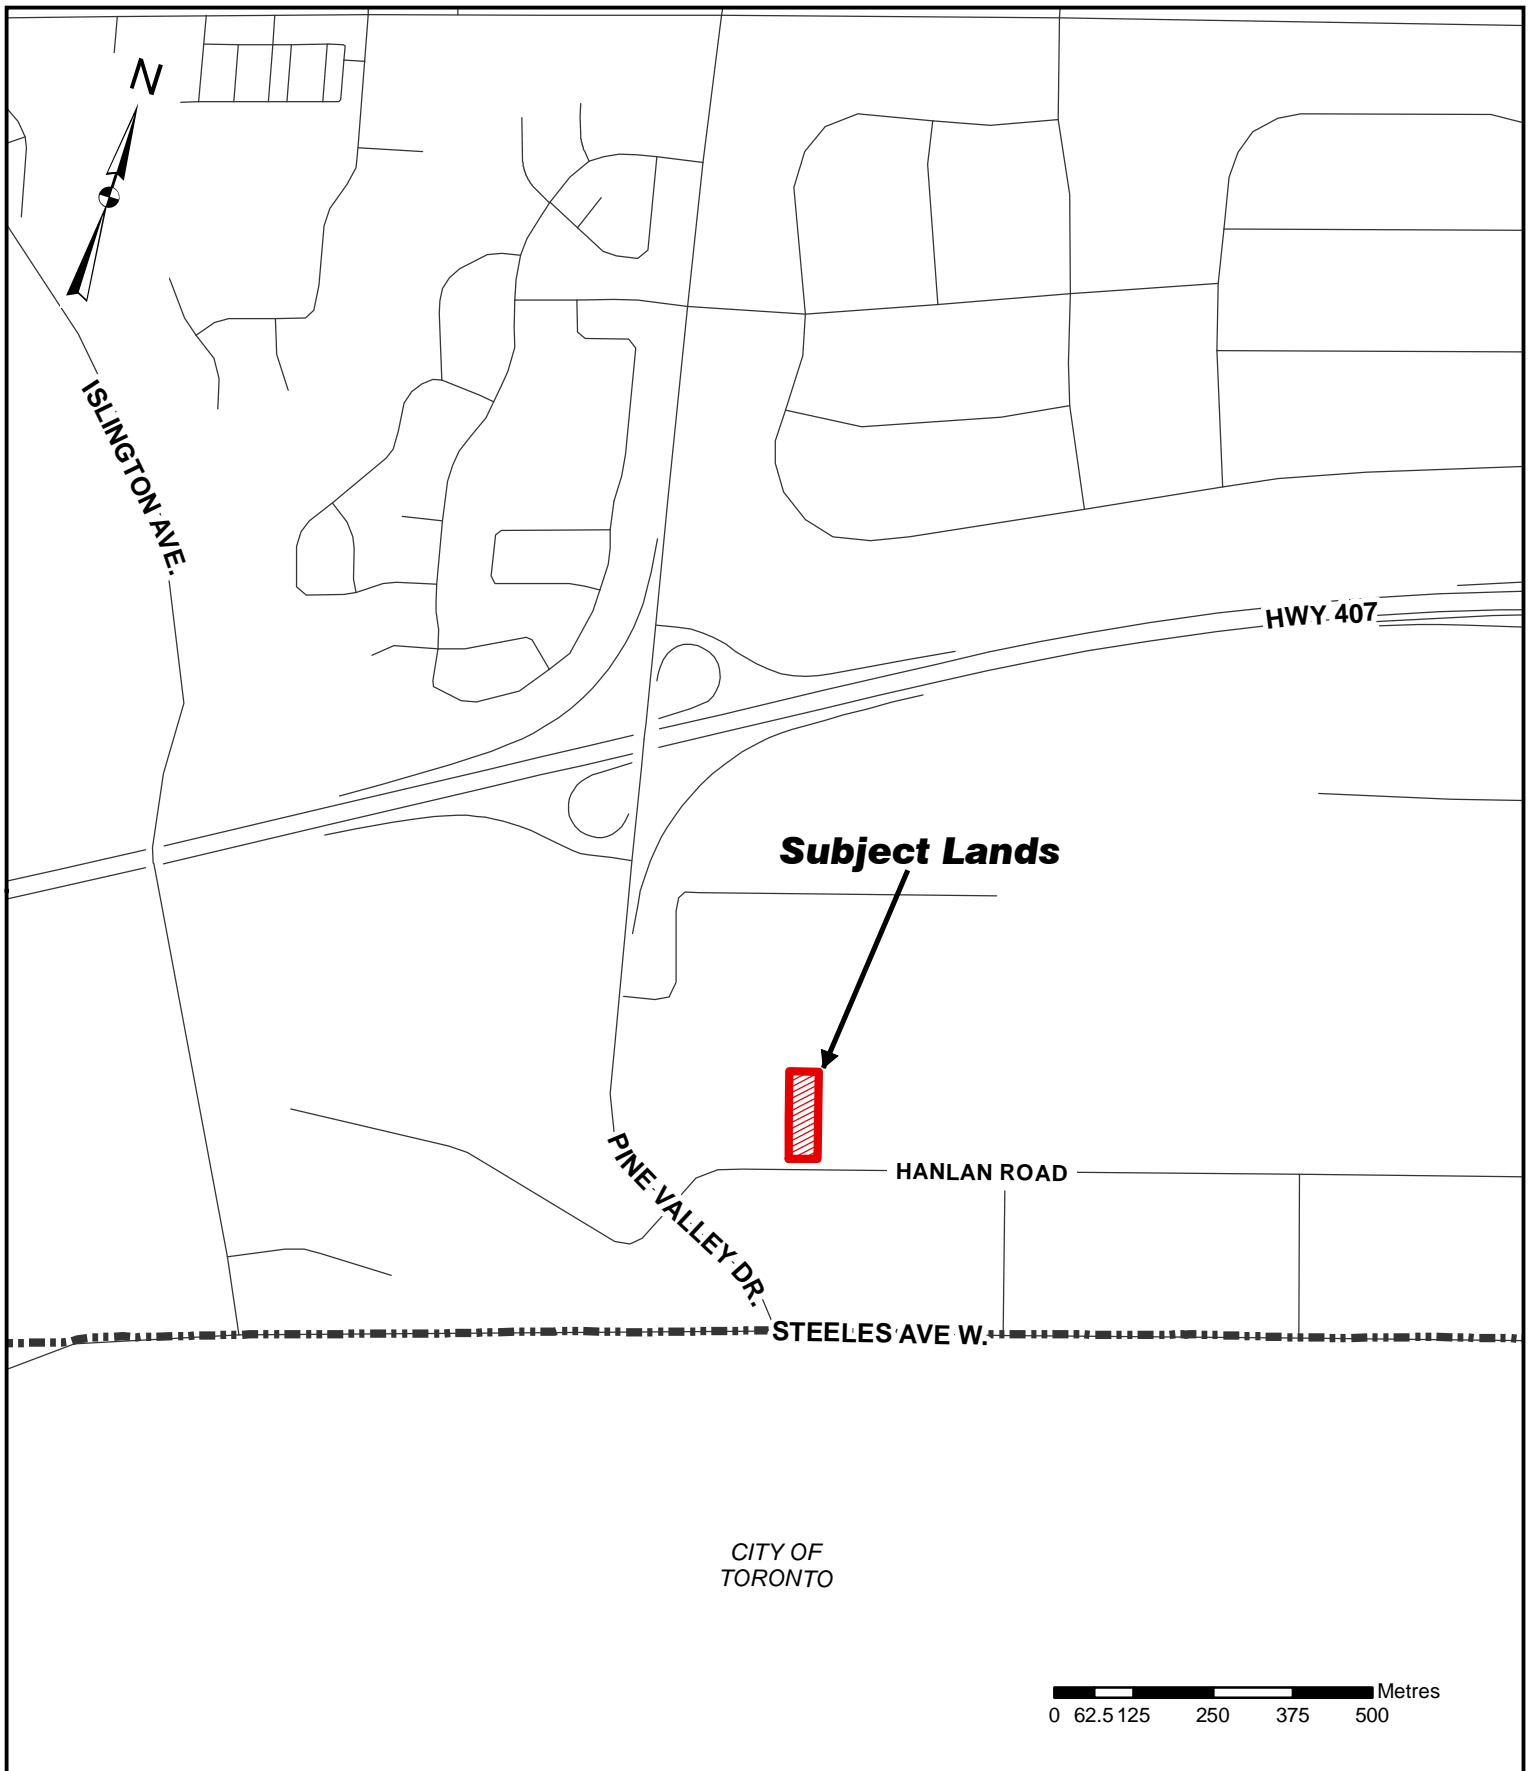 N
ISLINGTON AVE.
HWY 407
Subject Lands
PINE VALLEY DR.
HANLAN ROAD
STEELES AVE W.
CITY OF
TORONTO
Metres
0 62.5 125 250 375 500